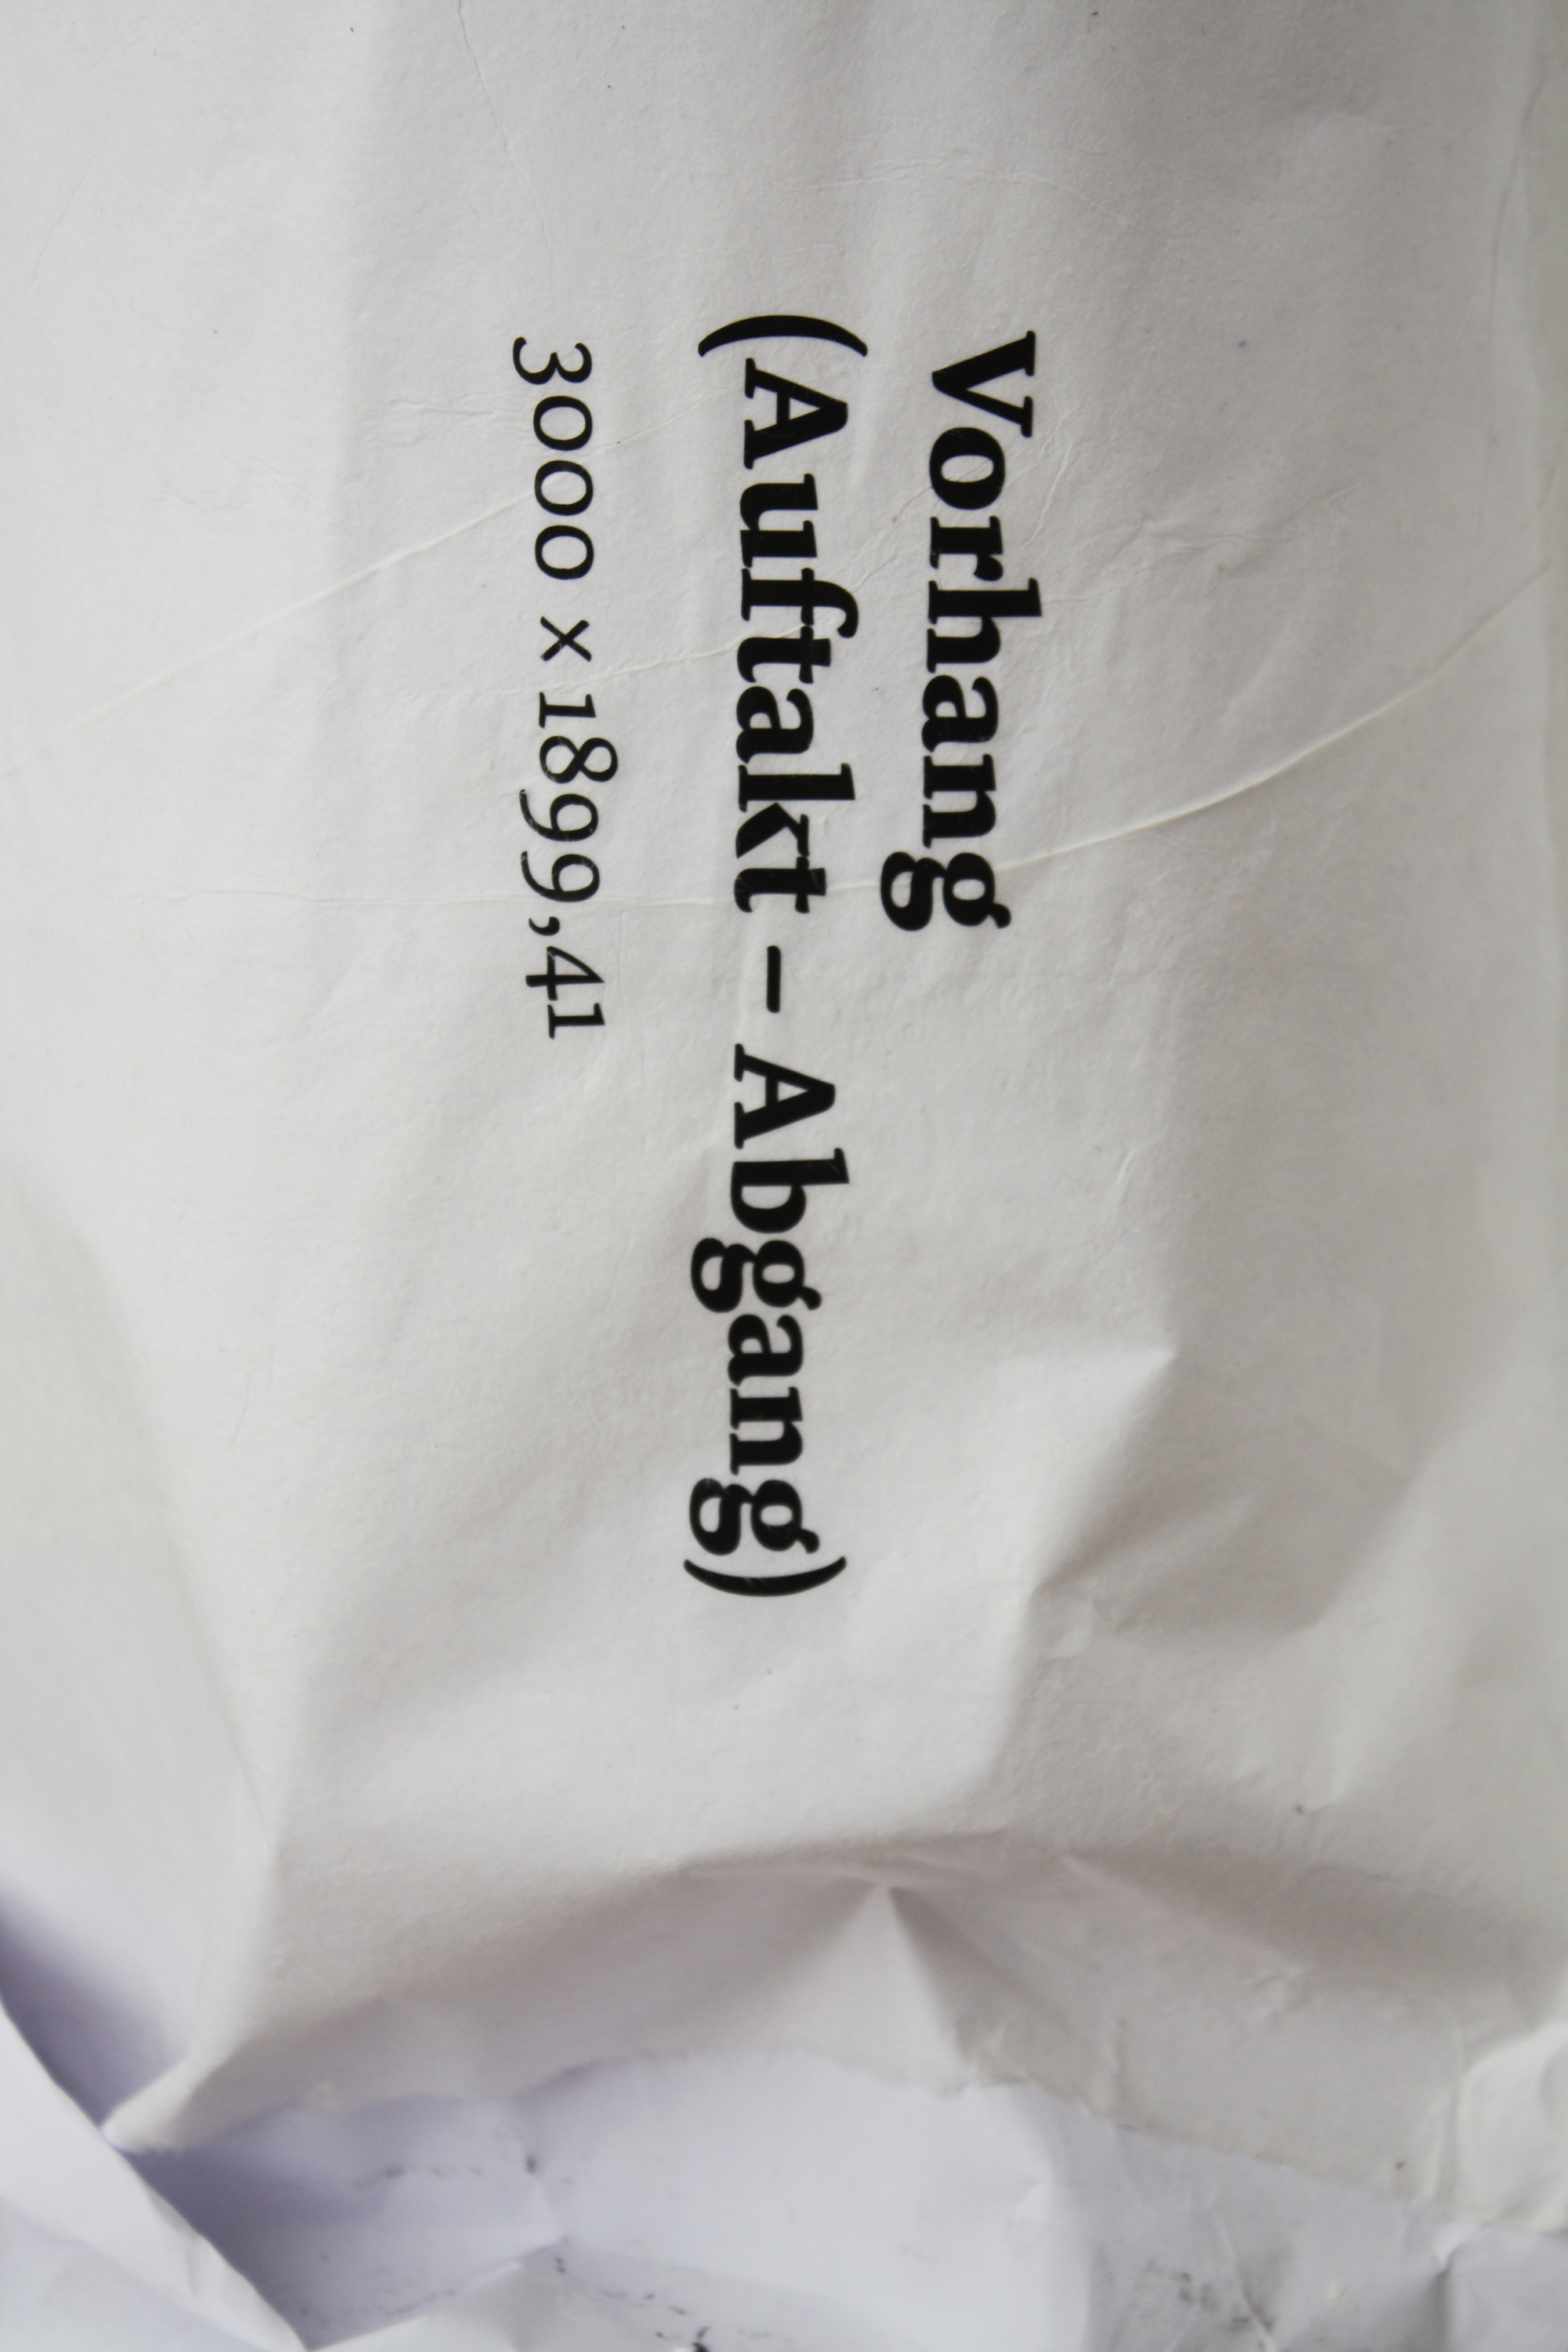 Vorhang
(Auftakt – Abgang)
3000 × 1899,41